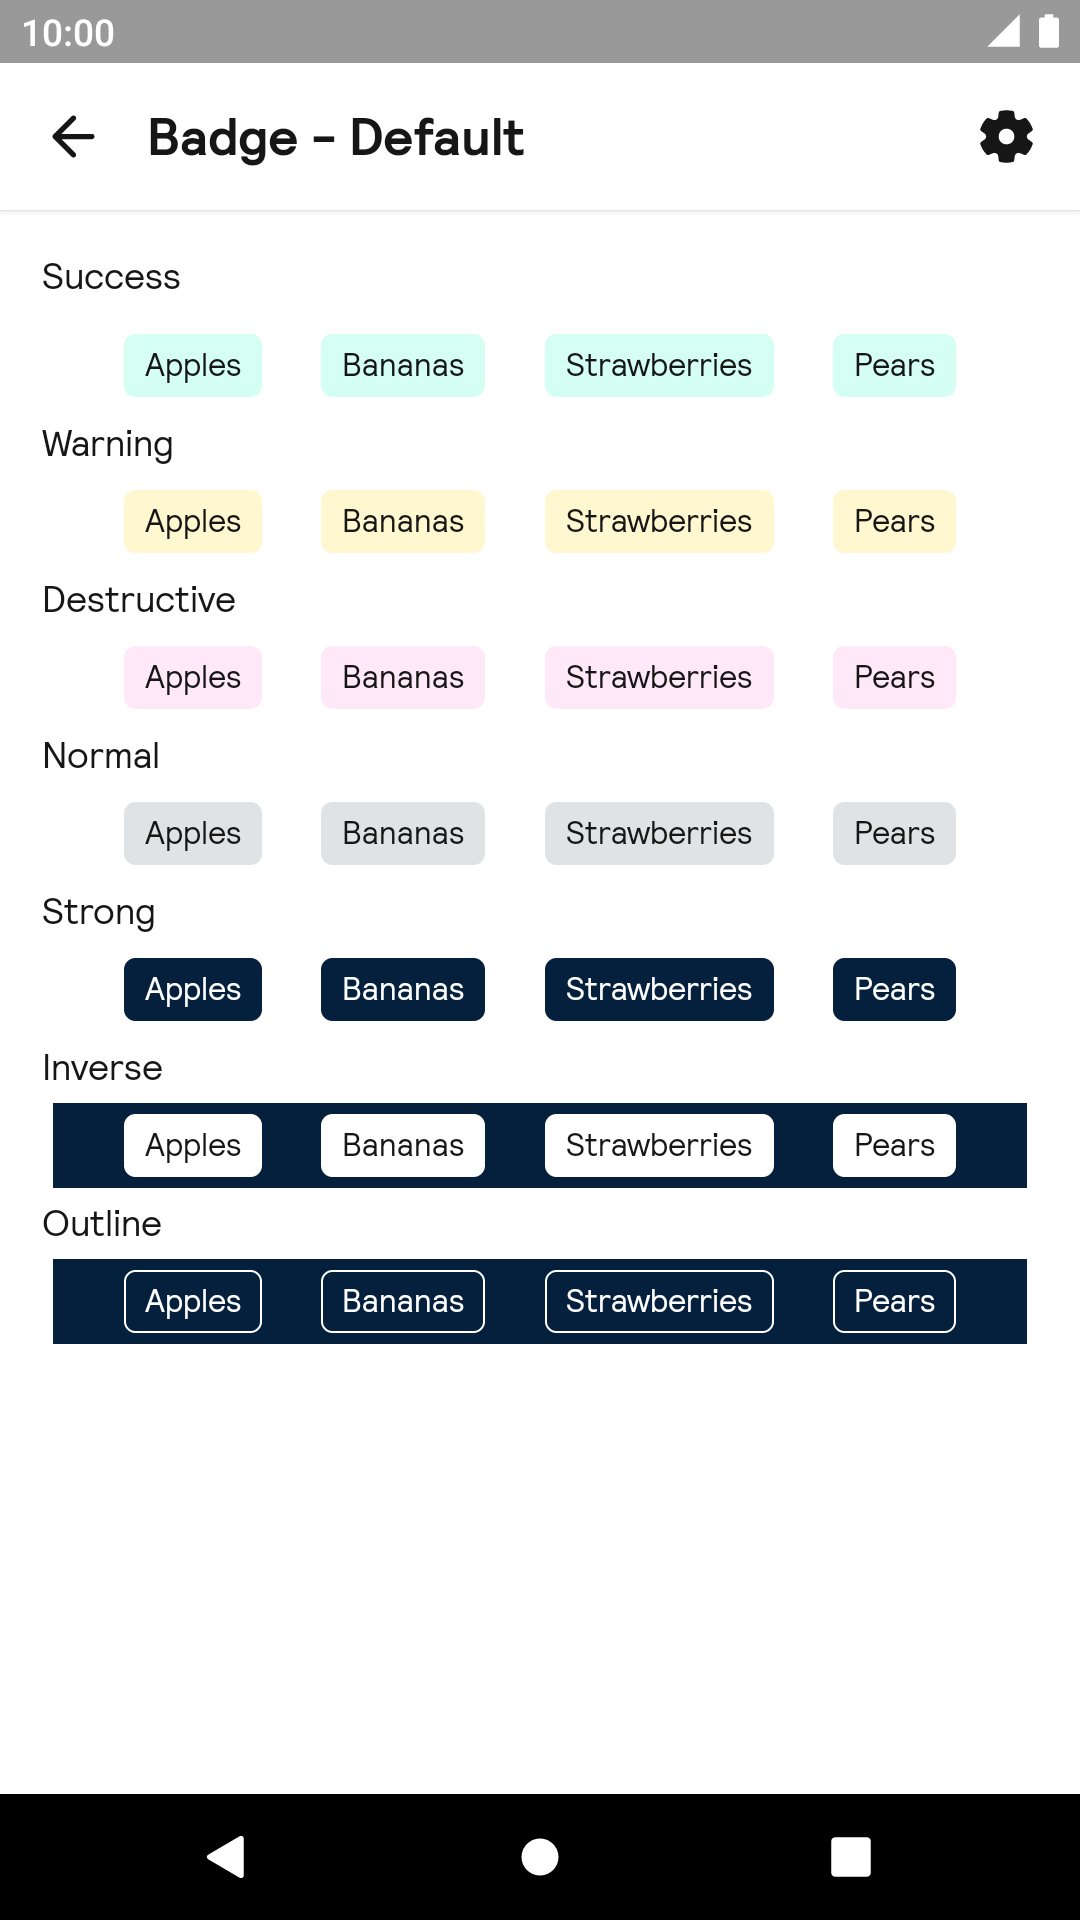 10:00
Badge - Default
Success
Apples Bananas Strawberries Pears
Warning
Apples Bananas Strawberries Pears
Destructive
Apples Bananas Strawberries Pears
Normal
Apples Bananas Strawberries Pears
Strong
Apples Bananas Strawberries Pears
Inverse
Apples Bananas Strawberries Pears
Outline
Apples Bananas Strawberries Pears